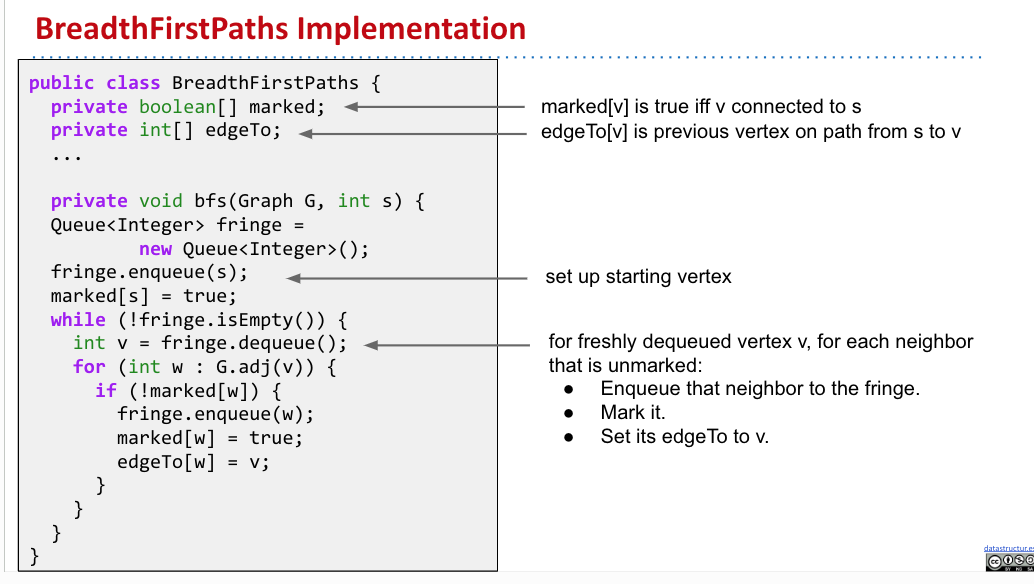 BreadthFirstPaths Implementation
public class BreadthFirstPaths {
private boolean[] marked;
private int[] edgeTo;
...
private void bfs(Graph G, int s) {
Queue<Integer> fringe =
new Queue<Integer>();
fringe.enqueue(s);
marked[s] = true;
while (!fringe.isEmpty()) {
int v = fringe.dequeue();
for (int w : G.adj(v)) {
if (!marked[w]) {
fringe.enqueue(w);
marked[w] = true;
edgeTo[w] = v;
}
}
}
}
marked[v] is true iff v connected to s
edgeTo[v] is previous vertex on path from s to v
set up starting vertex
for freshly dequeued vertex v, for each neighbor
that is unmarked:
● Enqueue that neighbor to the fringe.
● Mark it.
● Set its edgeTo to v.